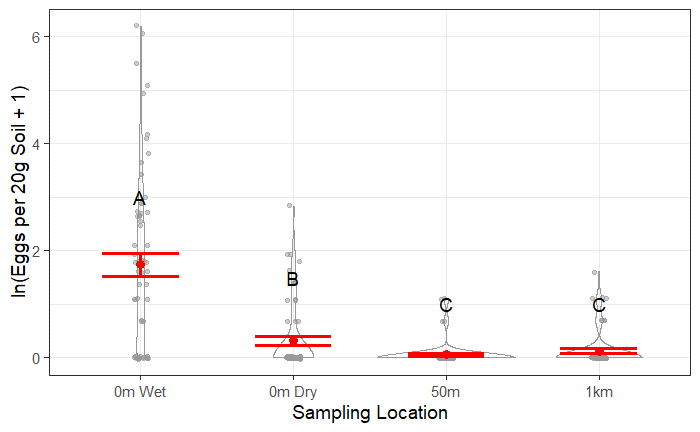 ln(Eggs per 20g Soil + 1)
6
4
2
0
A
B
C
C
0m Wet
0m Dry
50m
1km
Sampling Location